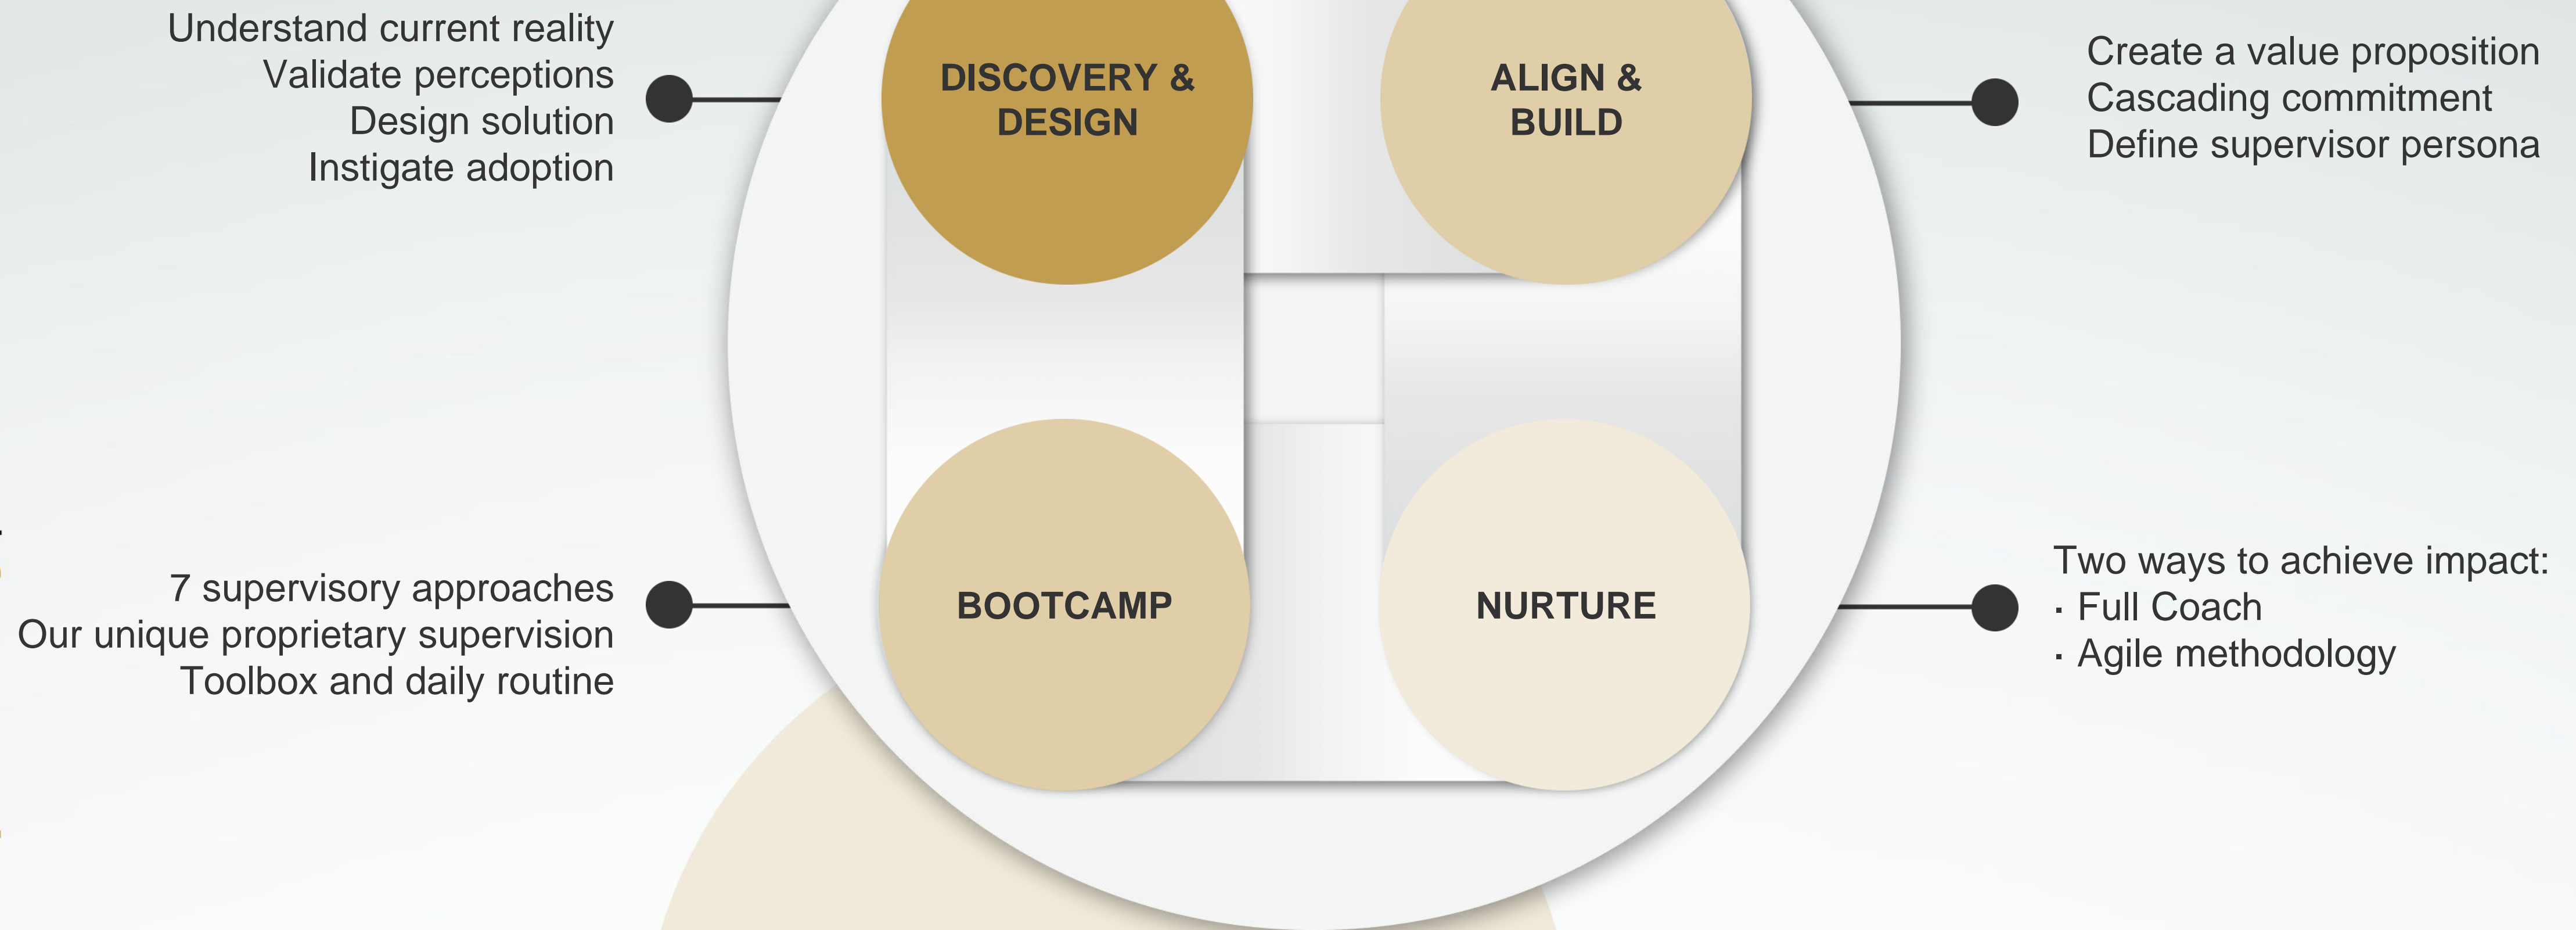 Understand current reality
Validate perceptions
Design solution
Instigate adoption
DISCOVERY &
DESIGN
ALIGN &
BUILD
Create a value proposition
Cascading commitment
Define supervisor persona
7 supervisory approaches
Our unique proprietary supervision
Toolbox and daily routine
BOOTCAMP
NURTURE
Two ways to achieve impact:
· Full Coach
· Agile methodology